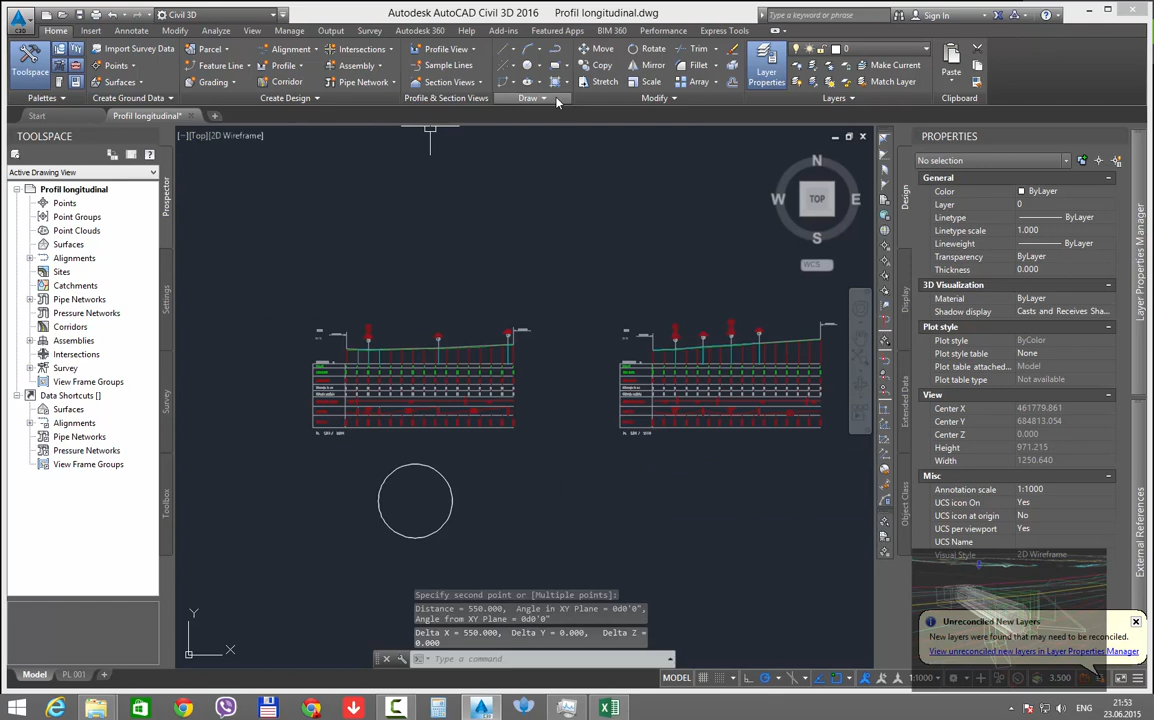 Civil 3D
Autodesk AutoCAD Civil 3D 2016 Profil longitudinal.dwg
Type a keyword or phrase
Sign In
Home Insert Annotate Modify Analyze View Manage Output Survey Autodesk 360 Help Add-ins Featured Apps BIM 360 Performance Express Tools
Toolspace
Import Survey Data
Points
Surfaces
Parcel
Feature Line
Grading
Alignment
Profile
Corridor
Intersections
Assembly
Pipe Network
Profile View
Sample Lines
Section Views
Move
Copy
Stretch
Rotate
Mirror
Scale
Trim
Fillet
Array
Layer
Properties
0
Make Current
Match Layer
Paste
Palettes
Create Ground Data
Create Design
Profile & Section Views
Draw
Modify
Layers
Clipboard
Start
Profil longitudinal*
TOOLSPACE
Active Drawing View
Profil longitudinal
Points
Point Groups
Point Clouds
Surfaces
Alignments
Sites
Catchments
Pipe Networks
Pressure Networks
Corridors
Assemblies
Intersections
Survey
View Frame Groups
Data Shortcuts []
Surfaces
Alignments
Pipe Networks
Pressure Networks
View Frame Groups
Prospector
Settings
Survey
Toolbox
[−][Top][2D Wireframe]
N
W
TOP
E
S
WCS
Y
X
Specify second point or [Multiple points]:
Distance = 550.000, Angle in XY Plane = 0d0'0",
Angle from XY Plane = 0d0'0"
Delta X = 550.000, Delta Y = 0.000, Delta Z =
0.000
Type a command
Model
PL 001
MODEL
1:1000
3.500
PROPERTIES
No selection
Design
Display
Extended Data
Object Class
General
Color ByLayer
Layer 0
Linetype ByLayer
Linetype scale 1.000
Lineweight ByLayer
Transparency ByLayer
Thickness 0.000
3D Visualization
Material ByLayer
Shadow display Casts and Receives Sha...
Plot style
Plot style ByColor
Plot style table None
Plot table attached... Model
Plot table type Not available
View
Center X 461779.861
Center Y 684813.054
Center Z 0.000
Height 971.215
Width 1250.640
Misc
Annotation scale 1:1000
UCS icon On Yes
UCS icon at origin No
UCS per viewport Yes
UCS Name
Visual Style 2D Wireframe
Layer Properties Manager
External References
Unreconciled New Layers
New layers were found that may need to be reconciled.
View unreconciled new layers in Layer Properties Manager
ENG
21:53
23.06.2015